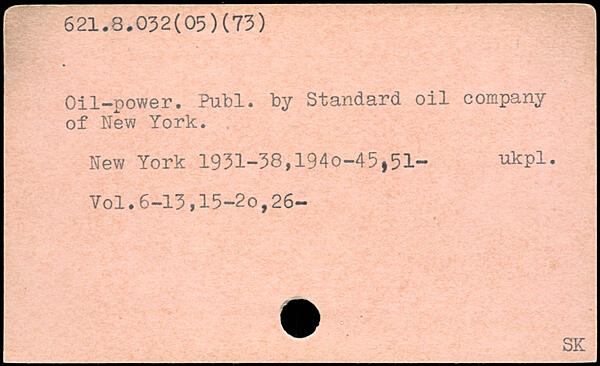 621.8.032(05)(73)
Oil-power. Publ. by Standard oil company
of New York.
New York 1931-38,194o-45,51- ukpl.
Vol.6-13,15-2o,26-
SK